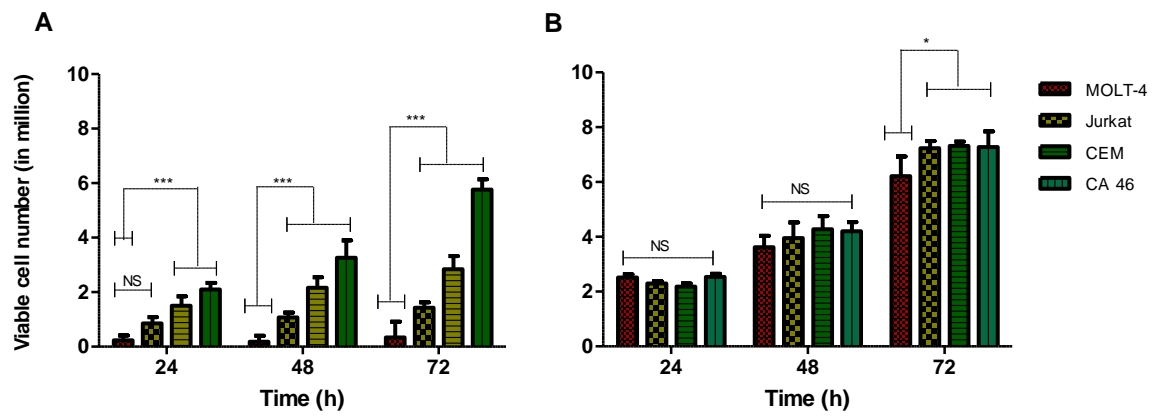 A
B
Viable cell number (in million)
10
8
6
4
2
0
***
NS
***
***
24
48
72
Time (h)
10
8
6
4
2
0
NS
NS
*
24
48
72
Time (h)
MOLT-4
Jurkat
CEM
CA 46